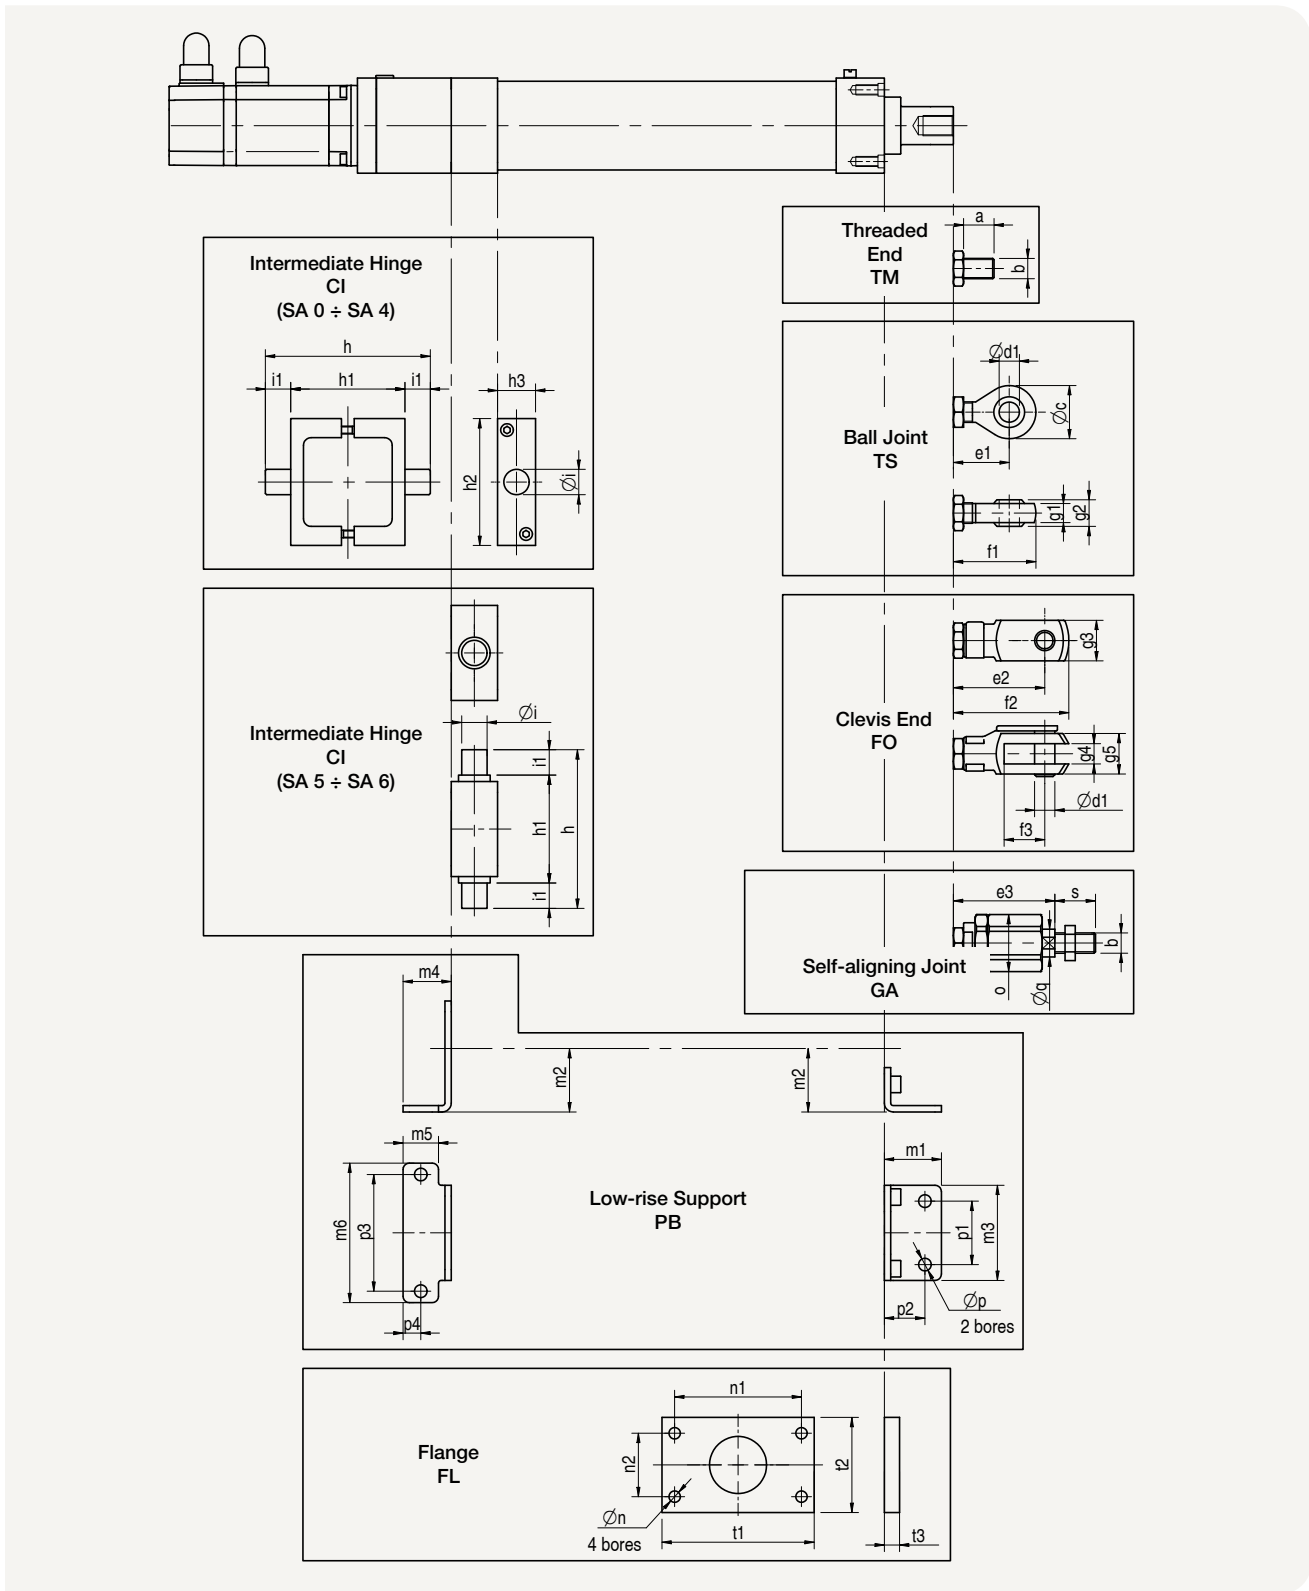 Threaded
End
TM
a
b
Intermediate Hinge
CI
(SA 0 ÷ SA 4)
h
i1
h1
i1
h3
h2
Øi
Ball Joint
TS
Ød1
Øc
e1
g1
g2
f1
Intermediate Hinge
CI
(SA 5 ÷ SA 6)
Øi
i1
h1
h
i1
Clevis End
FO
g3
e2
f2
g4
g5
Ød1
f3
Self-aligning Joint
GA
e3
s
b
o
Øq
m4
m2
m2
m5
m1
m6
p3
p4
Low-rise Support
PB
p1
m3
p2
Øp
2 bores
Flange
FL
n1
n2
t2
Øn
4 bores
t1
t3